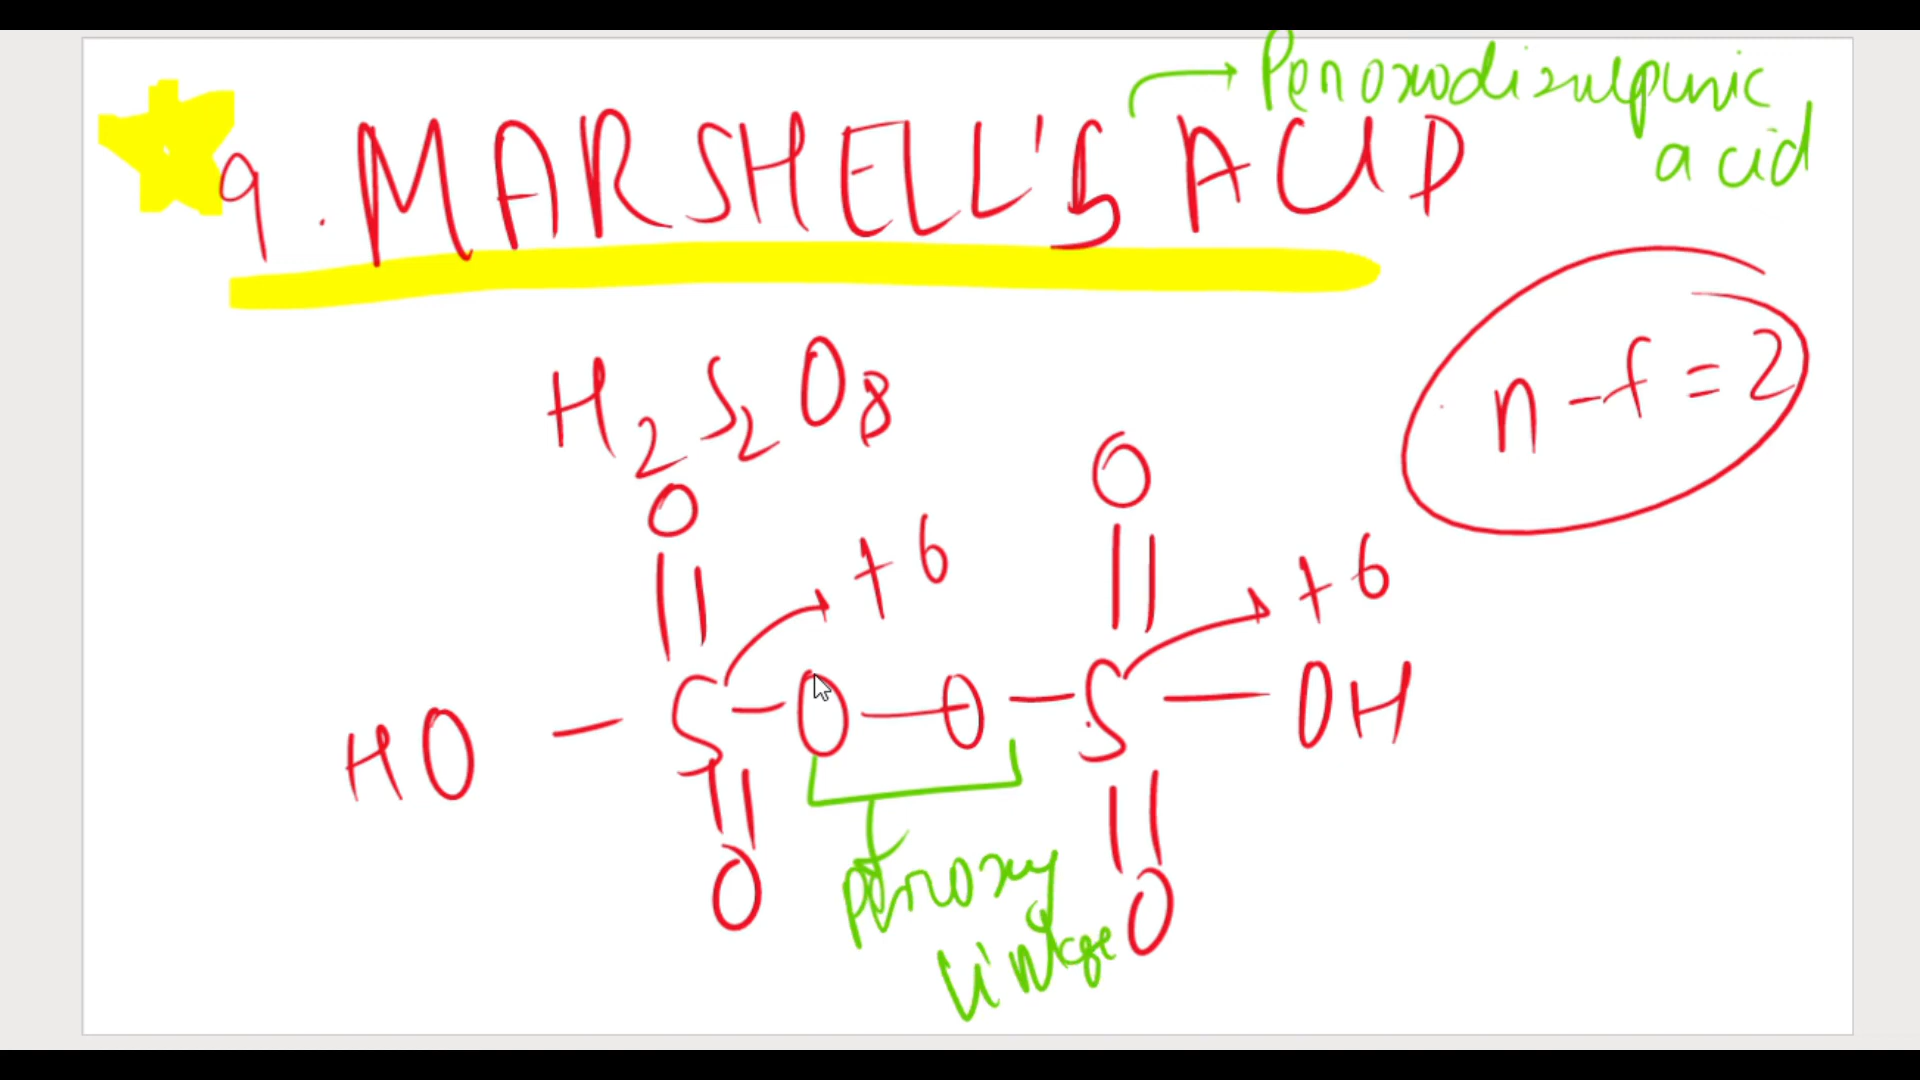 Peroxodisulphuric
acid
9. MARSHELL'S ACID
H2S2O8
n-f=2
O O
+6 +6
HO - S - O - O - S - OH
O O
Peroxy
linkage